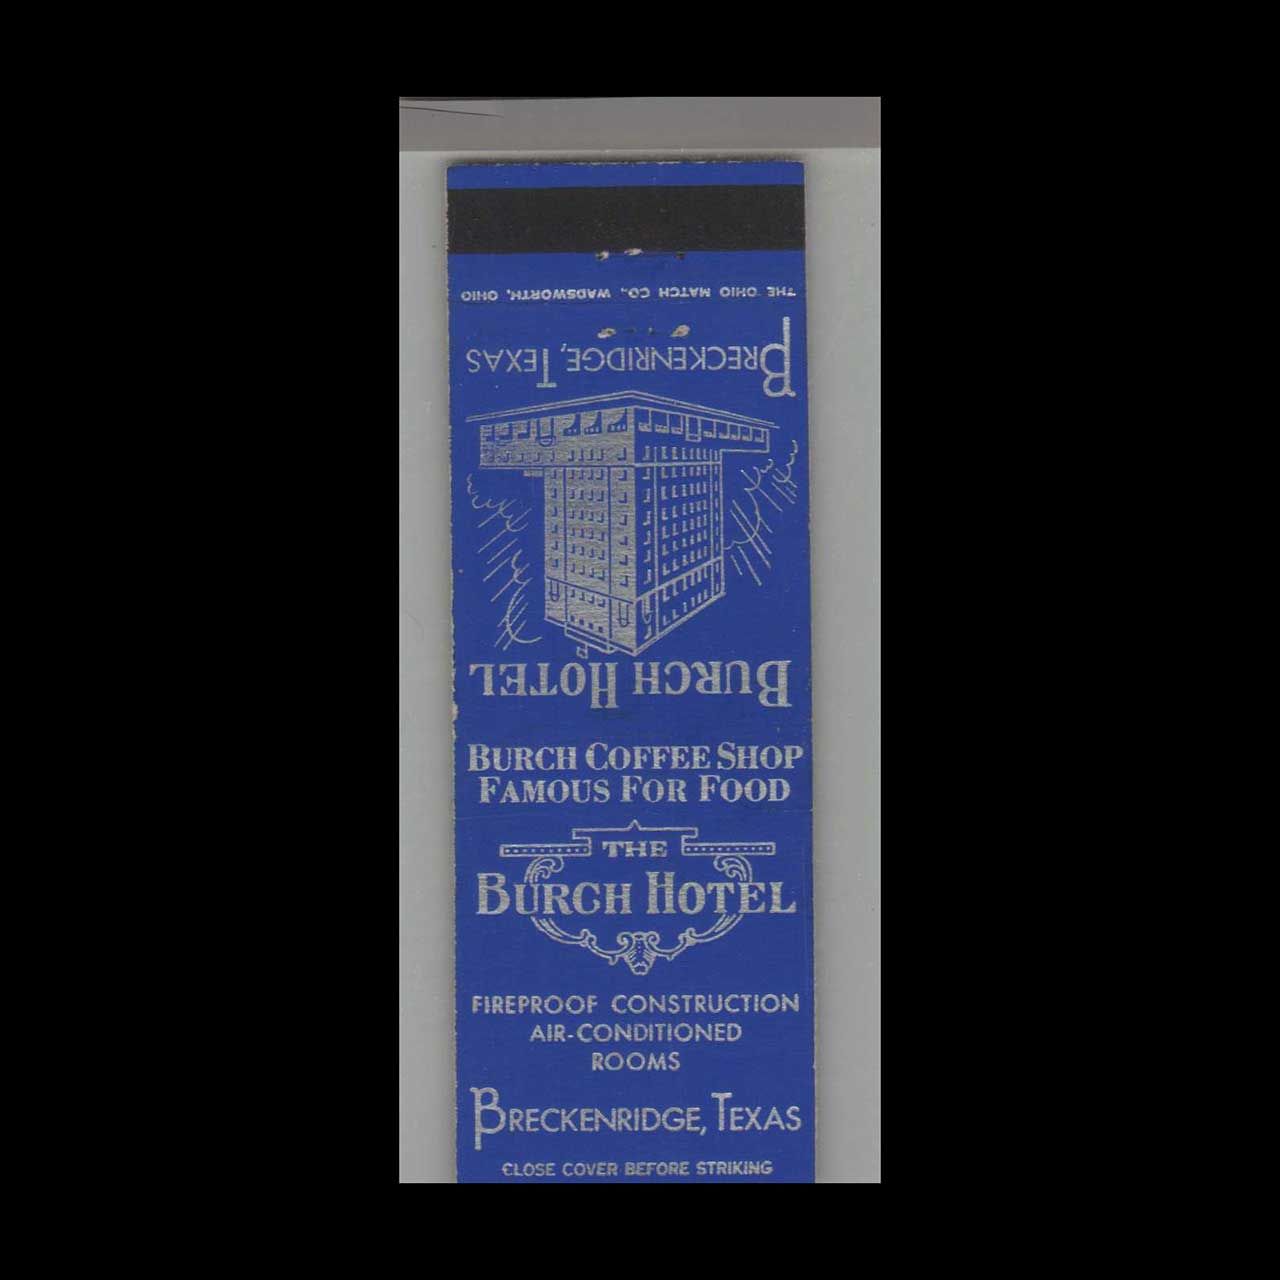 THE OHIO MATCH CO., WADSWORTH, OHIO
BRECKENRIDGE, TEXAS
BURCH HOTEL
BURCH COFFEE SHOP
FAMOUS FOR FOOD
THE
BURCH HOTEL
FIREPROOF CONSTRUCTION
AIR-CONDITIONED
ROOMS
BRECKENRIDGE, TEXAS
CLOSE COVER BEFORE STRIKING